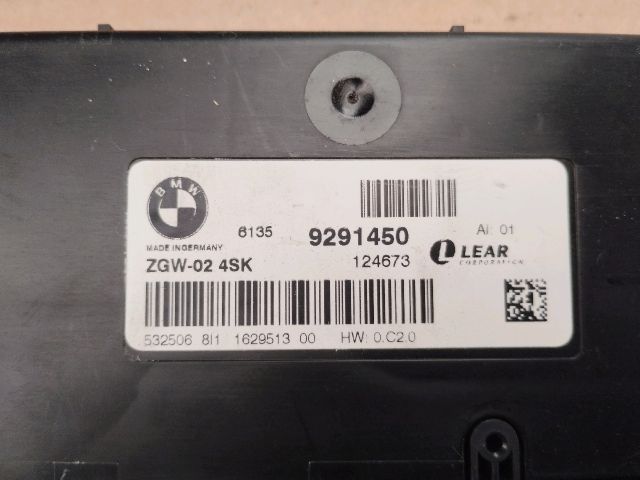 BMW
6135 9291450 AI: 01
MADE IN GERMANY
ZGW-02 4SK 124673 LEAR
CORPORATION
532506 8I1 1629513 00 HW: 0.C2.0